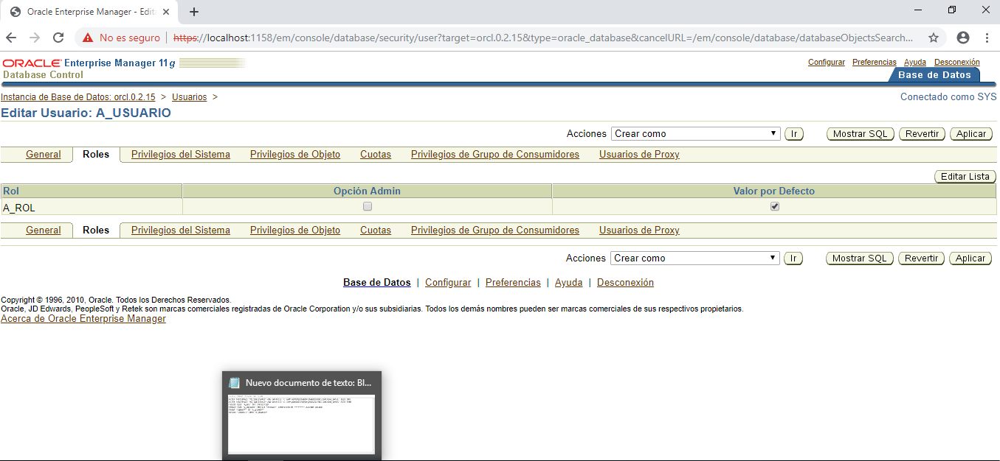 Oracle Enterprise Manager - Edit
No es seguro | https://localhost:1158/em/console/database/security/user?target=orcl.0.2.15&type=oracle_database&cancelURL=/em/console/database/databaseObjectsSearch...
ORACLE Enterprise Manager 11g
Database Control
Configurar Preferencias Ayuda Desconexión
Base de Datos
Instancia de Base de Datos: orcl.0.2.15 > Usuarios >
Conectado como SYS
Editar Usuario: A_USUARIO
Acciones Crear como Ir Mostrar SQL Revertir Aplicar
General Roles Privilegios del Sistema Privilegios de Objeto Cuotas Privilegios de Grupo de Consumidores Usuarios de Proxy
Editar Lista
Rol Opción Admin Valor por Defecto
A_ROL
General Roles Privilegios del Sistema Privilegios de Objeto Cuotas Privilegios de Grupo de Consumidores Usuarios de Proxy
Acciones Crear como Ir Mostrar SQL Revertir Aplicar
Base de Datos | Configurar | Preferencias | Ayuda | Desconexión
Copyright © 1996, 2010, Oracle. Todos los Derechos Reservados.
Oracle, JD Edwards, PeopleSoft y Retek son marcas comerciales registradas de Oracle Corporation y/o sus subsidiarias. Todos los demás nombres pueden ser marcas comerciales de sus respectivos propietarios.
Acerca de Oracle Enterprise Manager
Nuevo documento de texto: Bl...